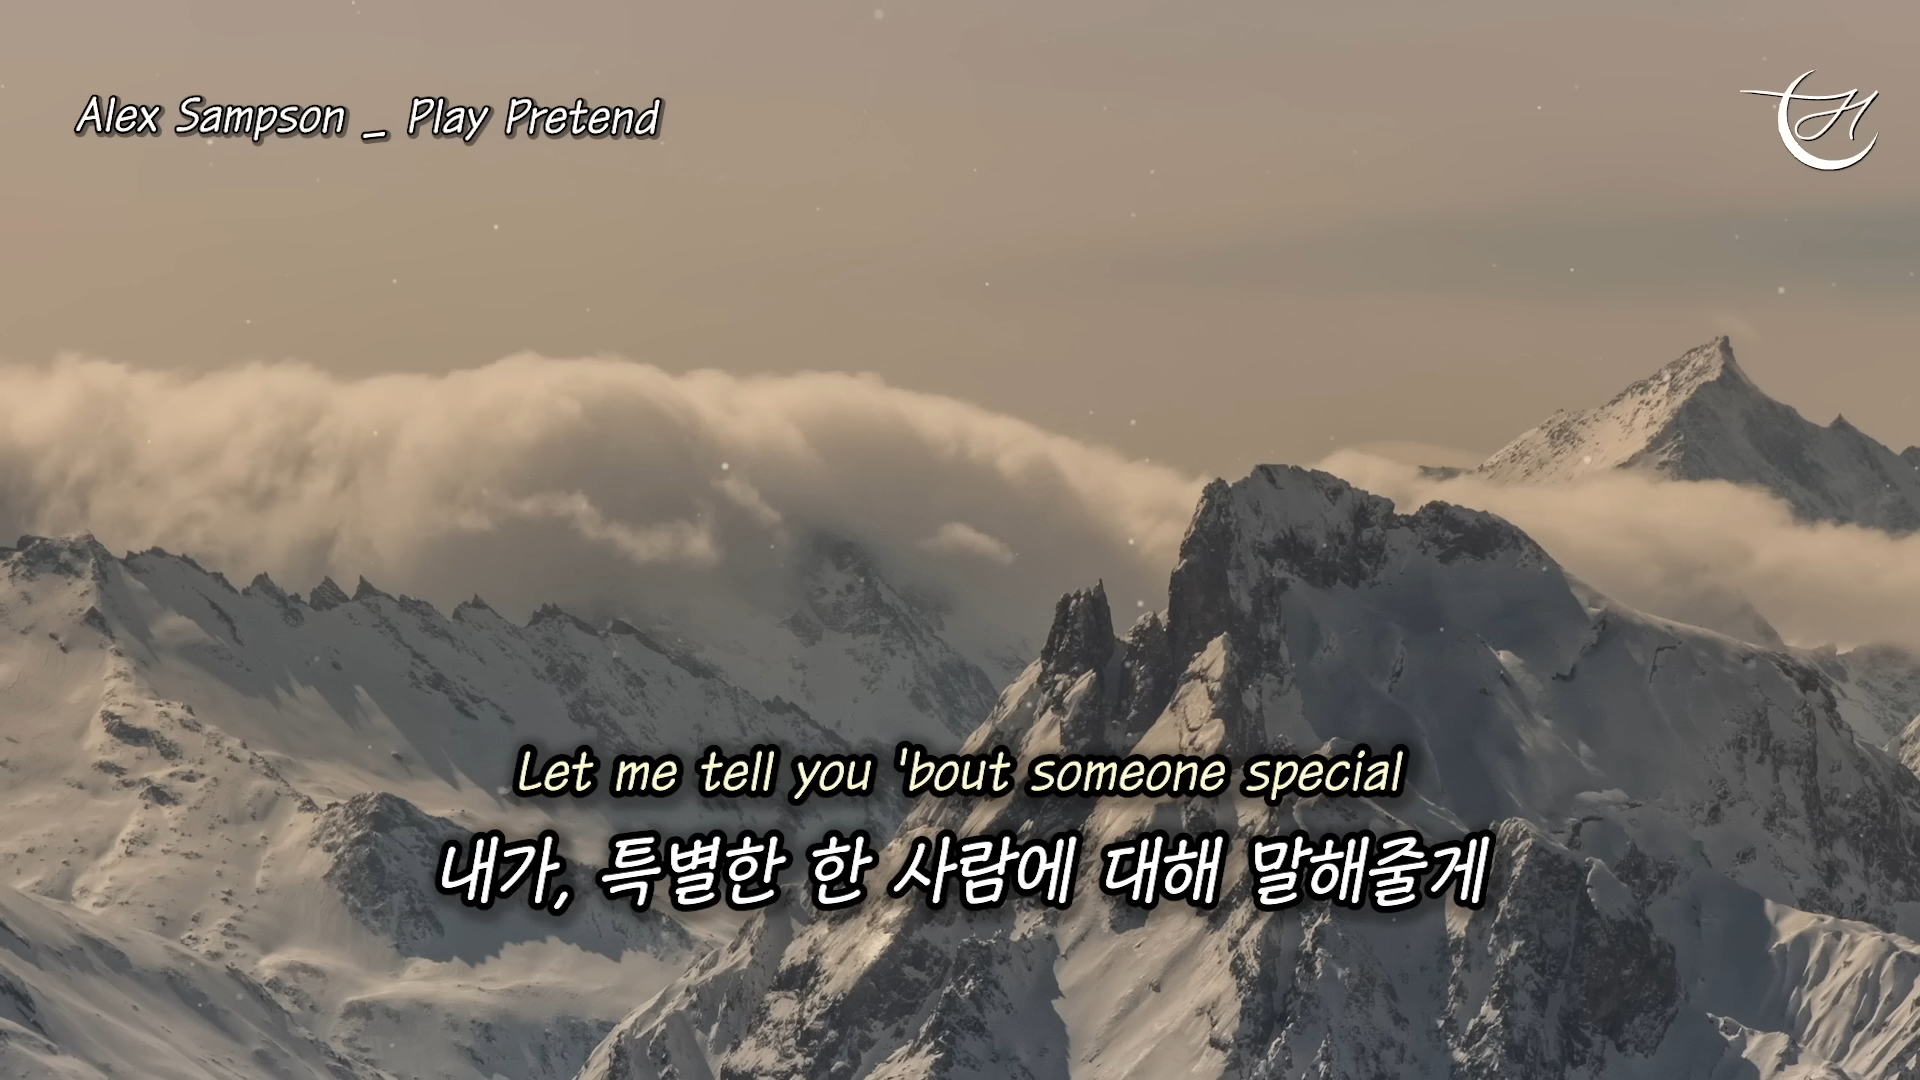 Alex Sampson _ Play Pretend
Let me tell you 'bout someone special
내가, 특별한 한 사람에 대해 말해줄게